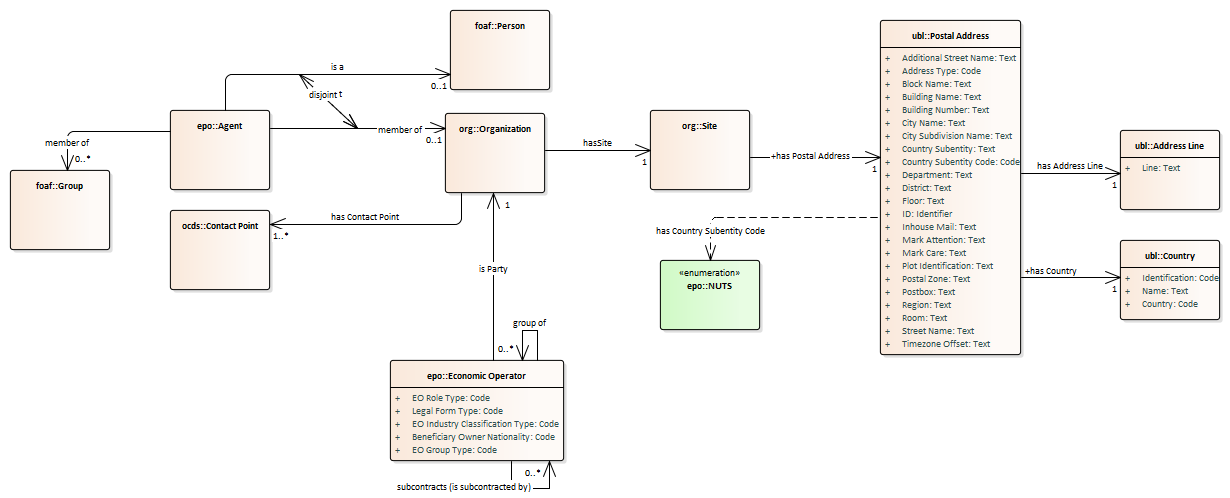 foaf::Person
is a
0..1
disjoint t
epo::Agent
member of
0..1
org::Organization
member of
0..*
foaf::Group
ocds::Contact Point
has Contact Point
1..*
hasSite
1
org::Site
+has Postal Address
1
is Party
1
group of
0..*
epo::Economic Operator
+ EO Role Type: Code
+ Legal Form Type: Code
+ EO Industry Classification Type: Code
+ Beneficiary Owner Nationality: Code
+ EO Group Type: Code
0..*
subcontracts (is subcontracted by)
has Country Subentity Code
«enumeration»
epo::NUTS
ubl::Postal Address
+ Additional Street Name: Text
+ Address Type: Code
+ Block Name: Text
+ Building Name: Text
+ Building Number: Text
+ City Name: Text
+ City Subdivision Name: Text
+ Country Subentity: Text
+ Country Subentity Code: Code
+ Department: Text
+ District: Text
+ Floor: Text
+ ID: Identifier
+ Inhouse Mail: Text
+ Mark Attention: Text
+ Mark Care: Text
+ Plot Identification: Text
+ Postal Zone: Text
+ Postbox: Text
+ Region: Text
+ Room: Text
+ Street Name: Text
+ Timezone Offset: Text
has Address Line
1
ubl::Address Line
+ Line: Text
+has Country
1
ubl::Country
+ Identification: Code
+ Name: Text
+ Country: Code